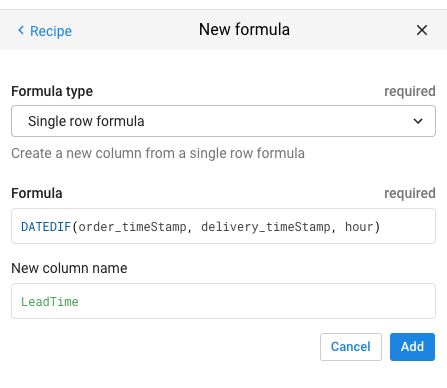 Recipe
New formula
Formula type
required
Single row formula
Create a new column from a single row formula
Formula
required
DATEDIF(order_timeStamp, delivery_timeStamp, hour)
New column name
LeadTime
Cancel
Add